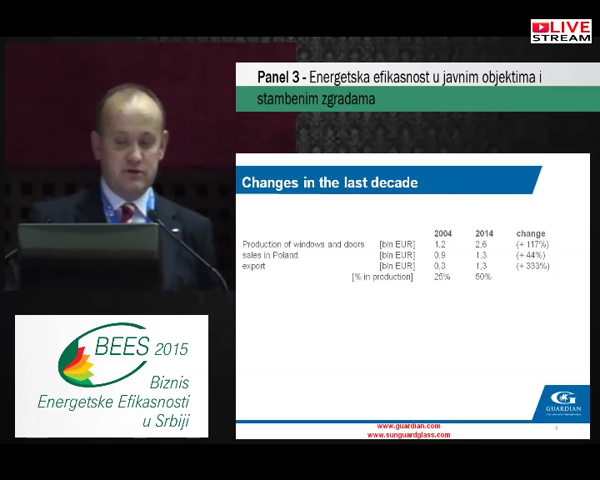 LIVE
STREAM
Panel 3 - Energetska efikasnost u javnim objektima i
stambenim zgradama
Changes in the last decade
2004 2014 change
Production of windows and doors [bln EUR] 1,2 2,6 (+ 117%)
sales in Poland [bln EUR] 0,9 1,3 (+ 44%)
export [bln EUR] 0,3 1,3 (+ 333%)
[% in production] 25% 50%
BEES 2015
Biznis
Energetske Efikasnosti
u Srbiji
GUARDIAN
www.guardian.com
www.sunguardglass.com